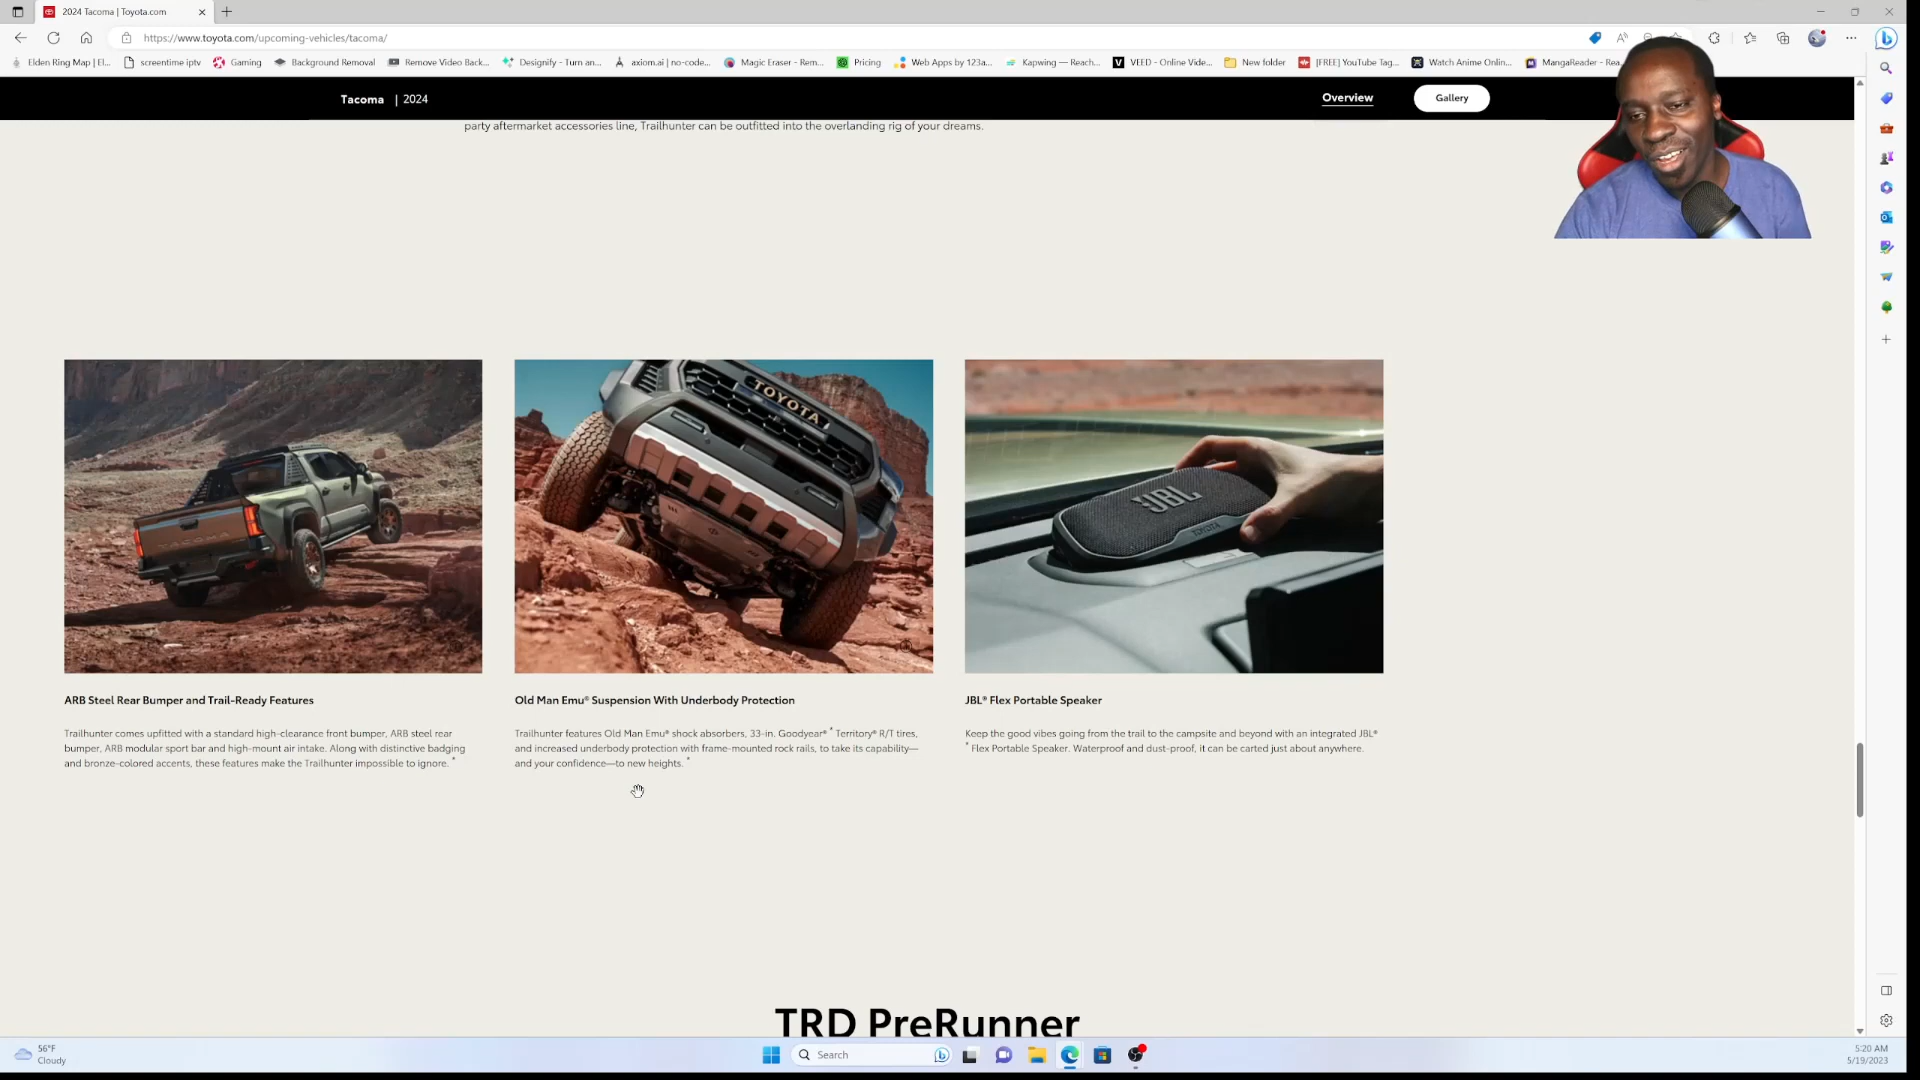 2024 Tacoma | Toyota.com
https://www.toyota.com/upcoming-vehicles/tacoma/
Elden Ring Map | El...
screentime iptv
Gaming
Background Removal
Remove Video Back...
Designify - Turn an...
axiom.ai | no-code...
Magic Eraser - Rem...
Pricing
Web Apps by 123a...
Kapwing — Reach...
VEED - Online Vide...
New folder
[FREE] YouTube Tag...
Watch Anime Onlin...
MangaReader - Rea...
Tacoma | 2024
Overview
Gallery
party aftermarket accessories line, Trailhunter can be outfitted into the overlanding rig of your dreams.
TACOMA
TOYOTA
JBL
TOYOTA
ARB Steel Rear Bumper and Trail-Ready Features
Trailhunter comes upfitted with a standard high-clearance front bumper, ARB steel rear
bumper, ARB modular sport bar and high-mount air intake. Along with distinctive badging
and bronze-colored accents, these features make the Trailhunter impossible to ignore. *
Old Man Emu® Suspension With Underbody Protection
Trailhunter features Old Man Emu® shock absorbers, 33-in. Goodyear® * Territory® R/T tires,
and increased underbody protection with frame-mounted rock rails, to take its capability—
and your confidence—to new heights. *
JBL® Flex Portable Speaker
Keep the good vibes going from the trail to the campsite and beyond with an integrated JBL®
* Flex Portable Speaker. Waterproof and dust-proof, it can be carted just about anywhere.
TRD PreRunner
56°F
Cloudy
Search
5:20 AM
5/19/2023